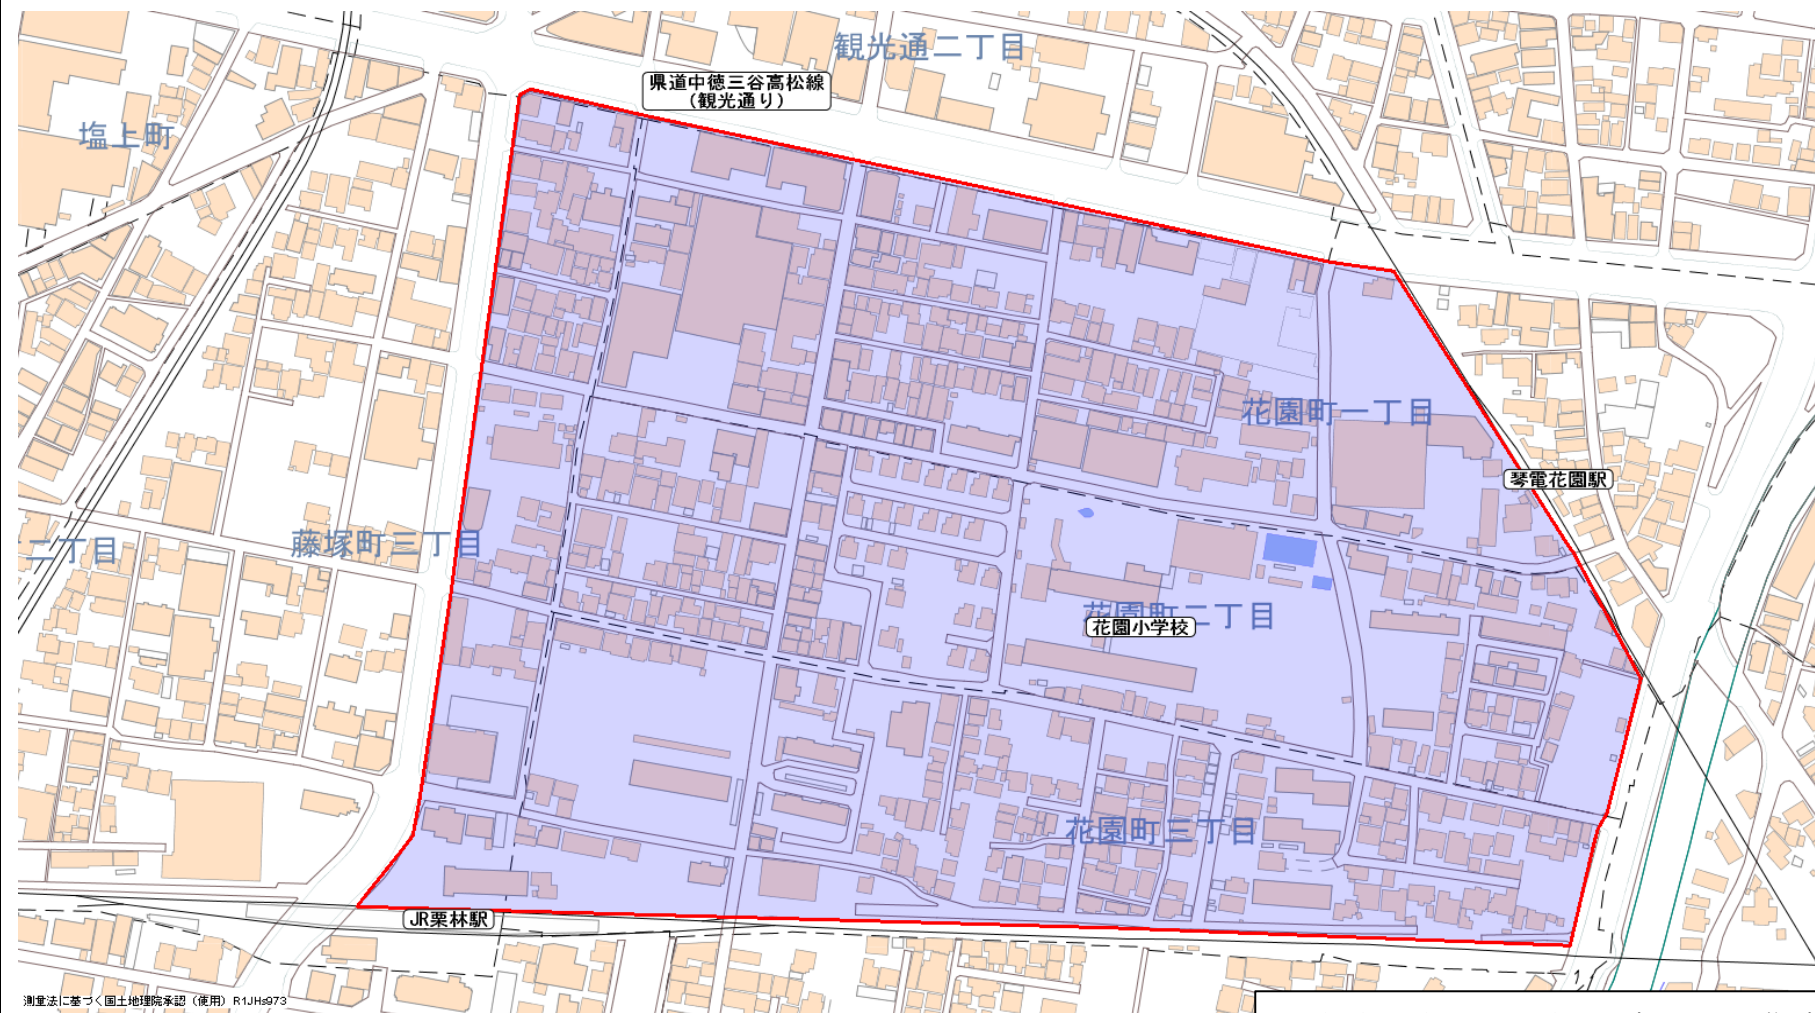 観光通二丁目
県道中徳三谷高松線
(観光通り)
塩上町
花園町一丁目
琴電花園駅
藤塚町三丁目
二丁目
花園町二丁目
花園小学校
花園町三丁目
JR栗林駅
測量法に基づく国土地理院承認（使用）R1JHs973